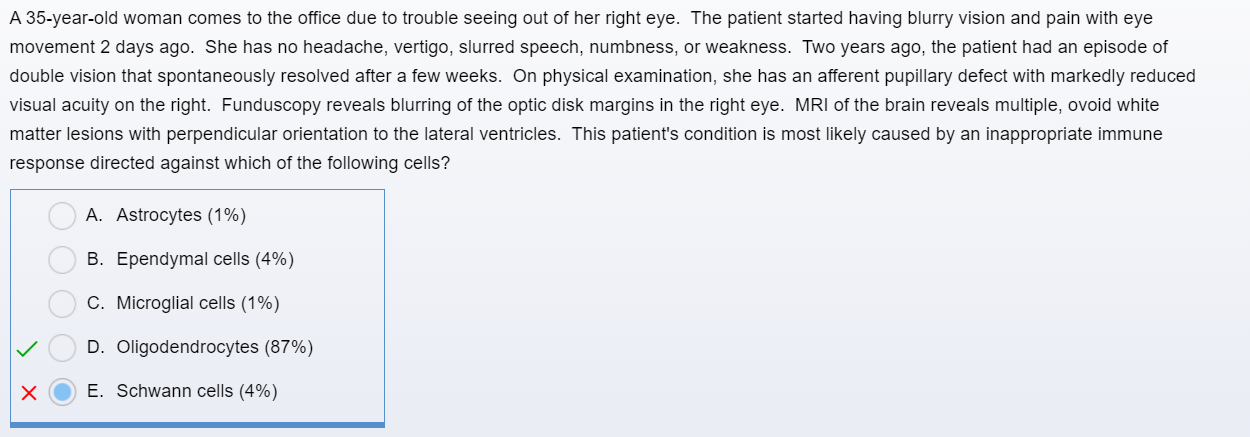 A 35-year-old woman comes to the office due to trouble seeing out of her right eye.  The patient started having blurry vision and pain with eye
movement 2 days ago.  She has no headache, vertigo, slurred speech, numbness, or weakness.  Two years ago, the patient had an episode of
double vision that spontaneously resolved after a few weeks.  On physical examination, she has an afferent pupillary defect with markedly reduced
visual acuity on the right.  Funduscopy reveals blurring of the optic disk margins in the right eye.  MRI of the brain reveals multiple, ovoid white
matter lesions with perpendicular orientation to the lateral ventricles.  This patient's condition is most likely caused by an inappropriate immune
response directed against which of the following cells?
A. Astrocytes (1%)
B. Ependymal cells (4%)
C. Microglial cells (1%)
D. Oligodendrocytes (87%)
E. Schwann cells (4%)